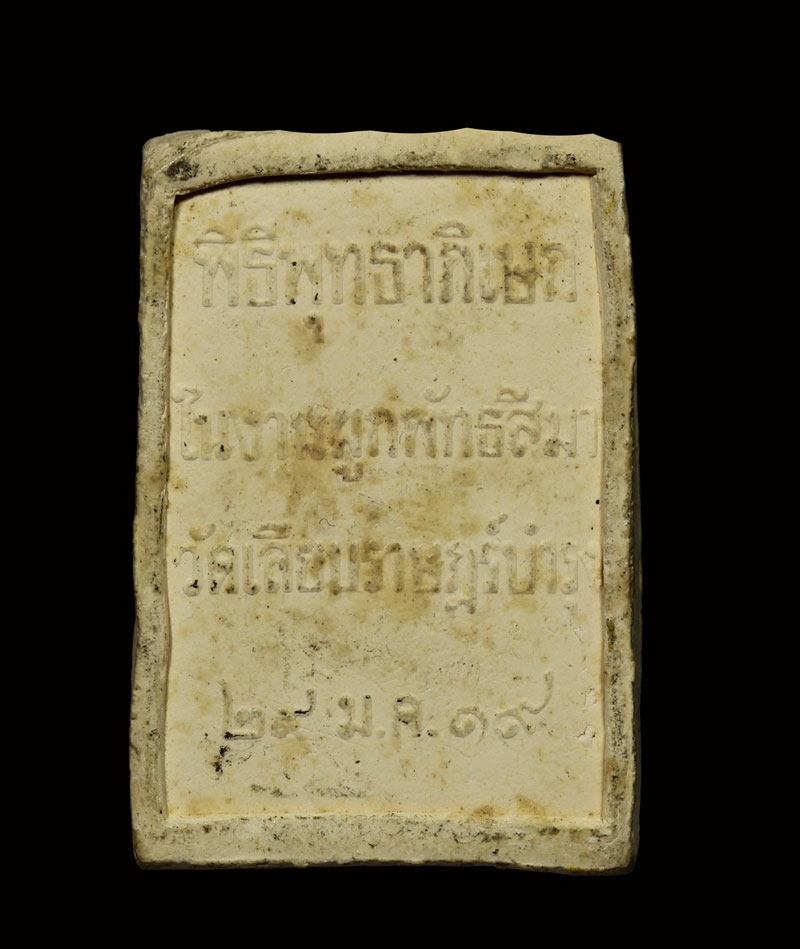 พิธีพุทธาภิเษก
ในงานผูกพัทธสีมา
วัดเลียบราษฎร์บำรุง
๒๙ ม.ค. ๑๙